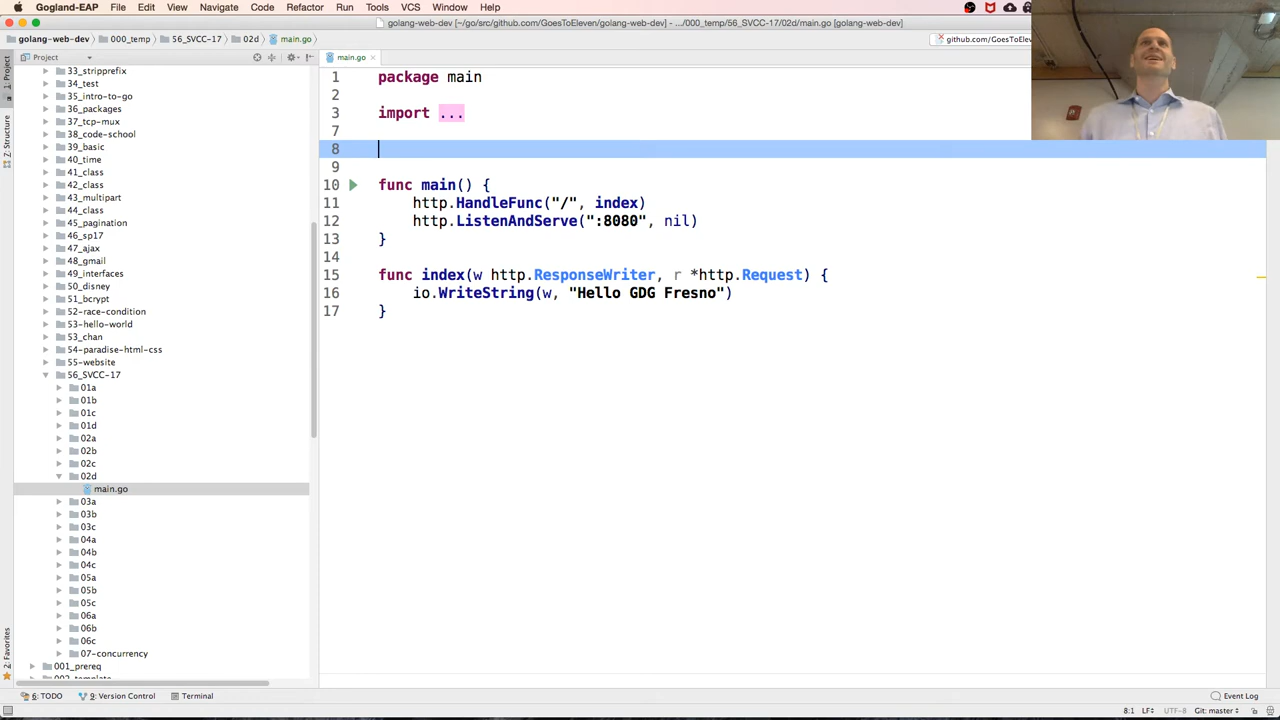 Gogland-EAP File Edit View Navigate Code Refactor Run Tools VCS Window Help
golang-web-dev [~/go/src/github.com/GoesToEleven/golang-web-dev] - .../000_temp/56_SVCC-17/02d/main.go [golang-web-dev]
golang-web-dev 000_temp 56_SVCC-17 02d main.go github.com/GoesToEleven
Project main.go
1: Project
7: Structure
2: Favorites
33_stripprefix
34_test
35_intro-to-go
36_packages
37_tcp-mux
38_code-school
39_basic
40_time
41_class
42_class
43_multipart
44_class
45_pagination
46_sp17
47_ajax
48_gmail
49_interfaces
50_disney
51_bcrypt
52-race-condition
53-hello-world
53_chan
54-paradise-html-css
55-website
56_SVCC-17
01a
01b
01c
01d
02a
02b
02c
02d
main.go
03a
03b
03c
04a
04b
04c
05a
05b
05c
06a
06b
06c
07-concurrency
001_prereq
1 package main
2
3 import ...
7
8
9
10 func main() {
11 http.HandleFunc("/", index)
12 http.ListenAndServe(":8080", nil)
13 }
14
15 func index(w http.ResponseWriter, r *http.Request) {
16 io.WriteString(w, "Hello GDG Fresno")
17 }
6: TODO 9: Version Control Terminal Event Log
8:1 LF UTF-8 Git: master